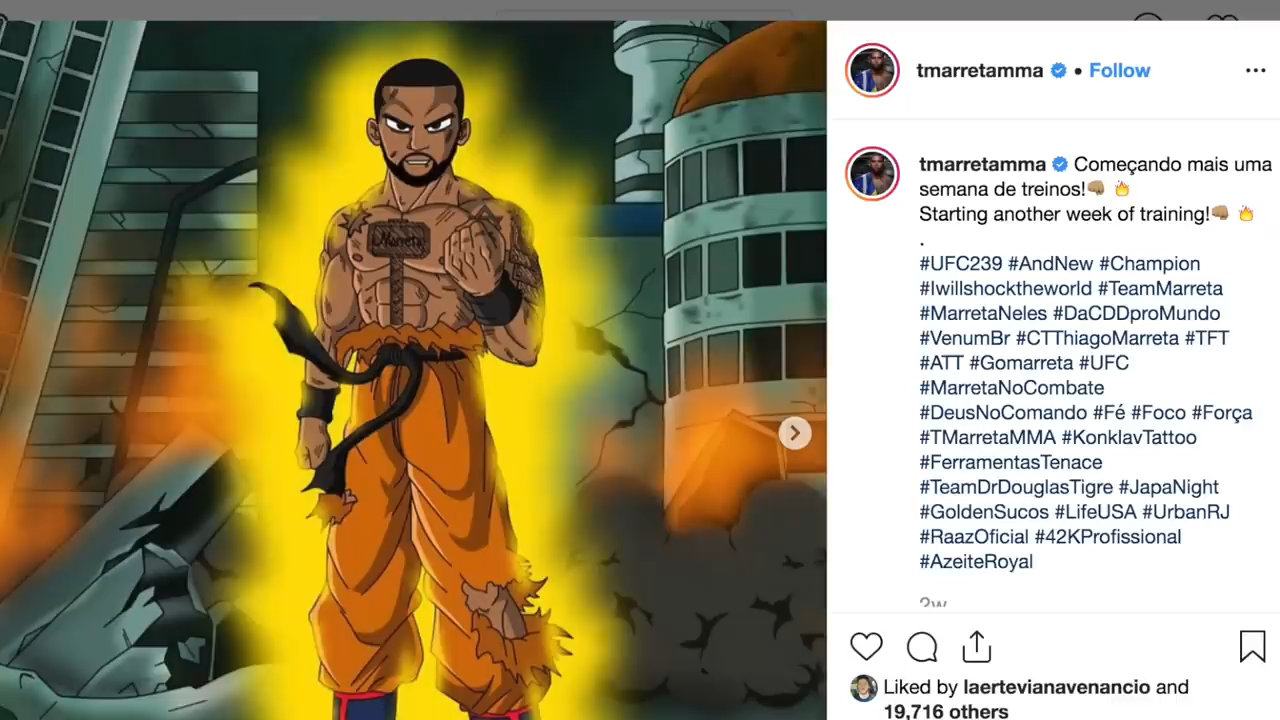 Marreta
tmarretamma • Follow
tmarretamma Começando mais uma
semana de treinos!👊🏽 🔥
Starting another week of training!👊🏽 🔥
.
#UFC239 #AndNew #Champion
#Iwillshocktheworld #TeamMarreta
#MarretaNeles #DaCDDproMundo
#VenumBr #CTThiagoMarreta #TFT
#ATT #Gomarreta #UFC
#MarretaNoCombate
#DeusNoComando #Fé #Foco #Força
#TMarretaMMA #KonklavTattoo
#FerramentasTenace
#TeamDrDouglasTigre #JapaNight
#GoldenSucos #LifeUSA #UrbanRJ
#RaazOficial #42KProfissional
#AzeiteRoyal
2w
Liked by laertevianavenancio and
19,716 others